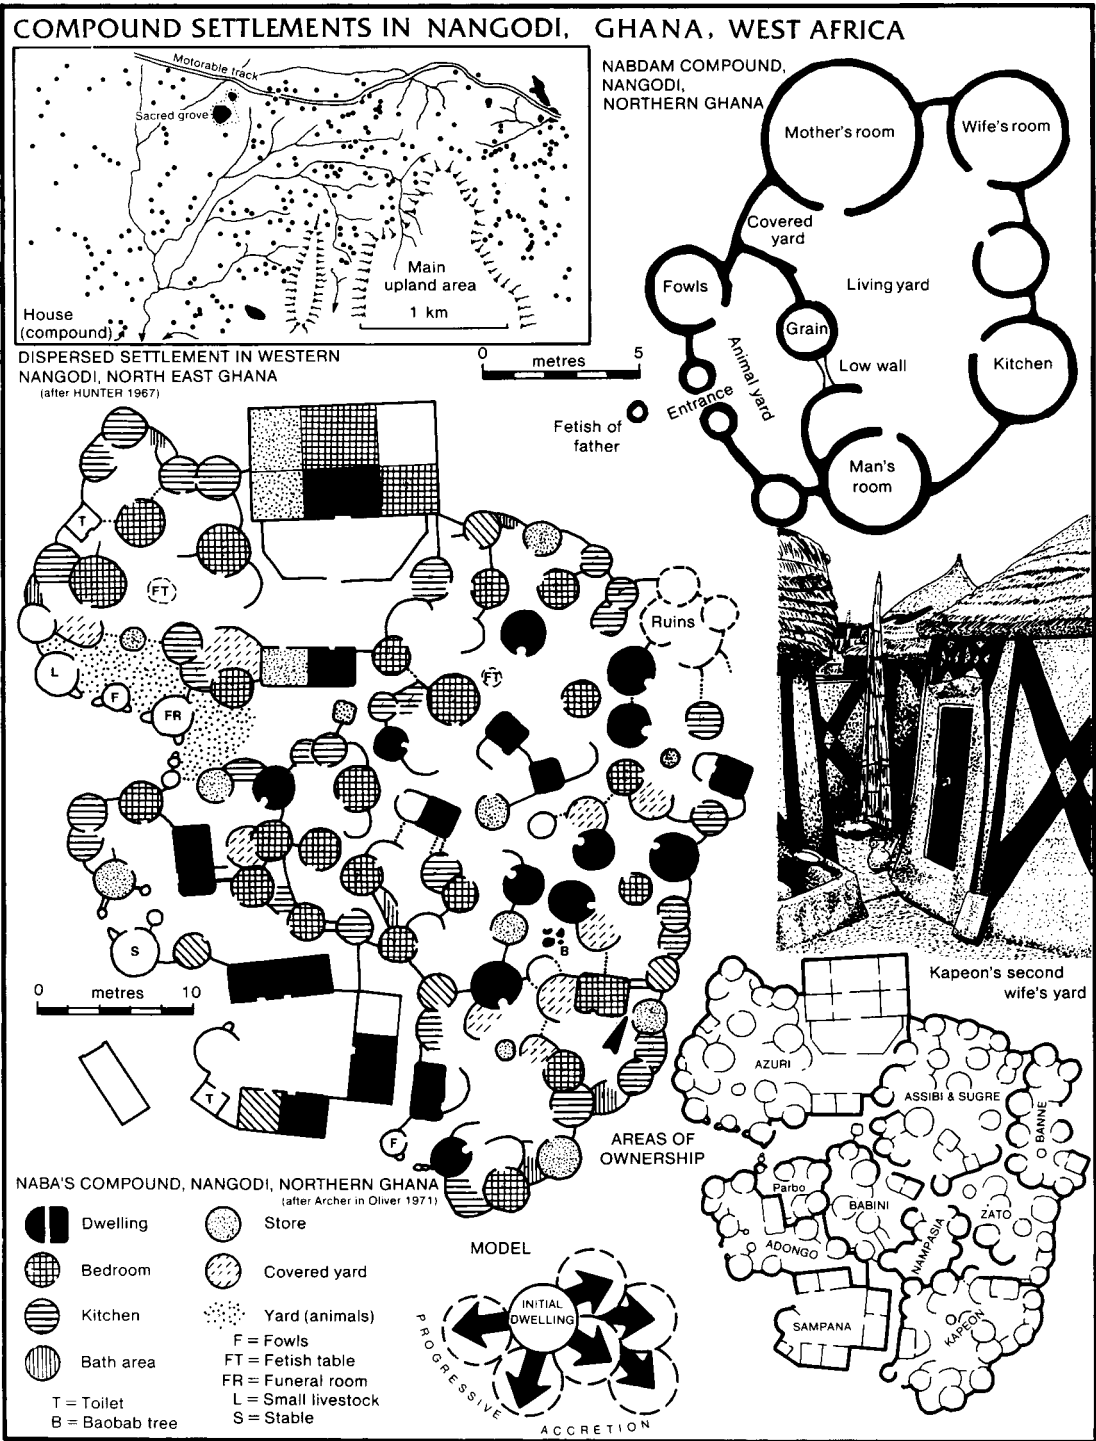 COMPOUND SETTLEMENTS IN NANGODI, GHANA, WEST AFRICA
Motorable track
Sacred grove
Main
upland area
1 km
House
(compound)
DISPERSED SETTLEMENT IN WESTERN
NANGODI, NORTH EAST GHANA
(after HUNTER 1967)
NABDAM COMPOUND,
NANGODI,
NORTHERN GHANA
Mother's room
Wife's room
Covered
yard
Fowls
Living yard
Grain
Animal yard
Low wall
Kitchen
Entrance
Fetish of
father
Man's
room
0 metres 5
T
FT
Ruins
L
F
FR
FT
B
S
0 metres 10
T
F
Kapeon's second
wife's yard
AREAS OF
OWNERSHIP
AZURI
ASSIBI & SUGRE
BANNE
Parbo
BABINI
ZATO
ADONGO
NAMPASIA
SAMPANA
KAPEON
NABA'S COMPOUND, NANGODI, NORTHERN GHANA
(after Archer in Oliver 1971)
Dwelling
Bedroom
Kitchen
Bath area
T = Toilet
B = Baobab tree
Store
Covered yard
Yard (animals)
F = Fowls
FT = Fetish table
FR = Funeral room
L = Small livestock
S = Stable
MODEL
INITIAL
DWELLING
PROGRESSIVE
ACCRETION